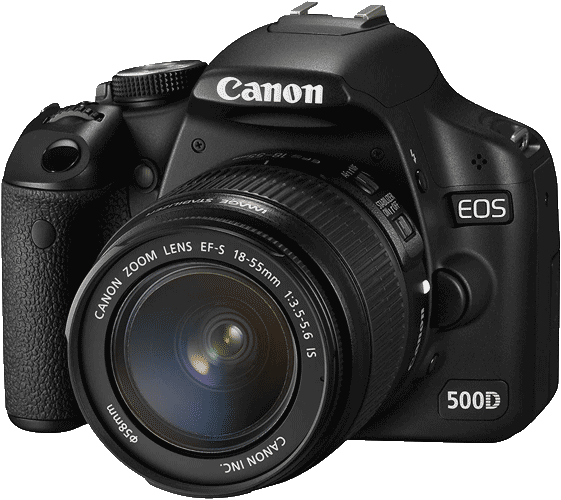 Canon
EOS
IMAGE STABILIZER
STABILIZER
CANON ZOOM LENS EF-S 18-55mm 1:3.5-5.6 IS
Φ58mm
CANON INC.
500D